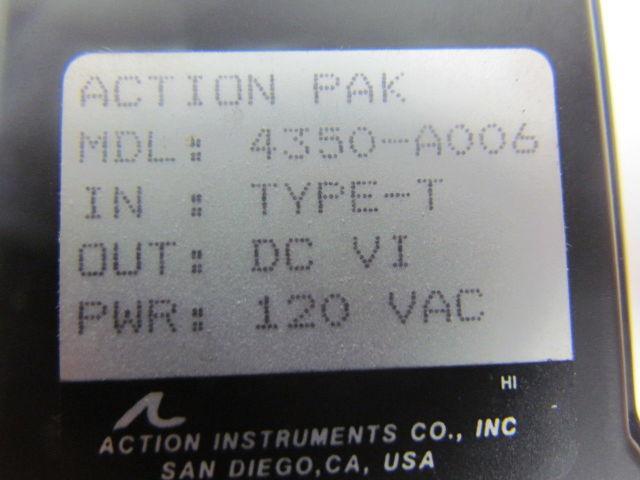 ACTION PAK
MDL: 4350-A006
IN : TYPE-T
OUT: DC VI
PWR: 120 VAC
HI
ACTION INSTRUMENTS CO., INC
SAN DIEGO,CA, USA